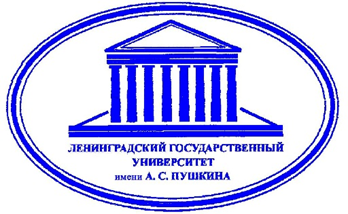 ЛЕНИНГРАДСКИЙ ГОСУДАРСТВЕННЫЙ
УНИВЕРСИТЕТ
имени А. С. ПУШКИНА